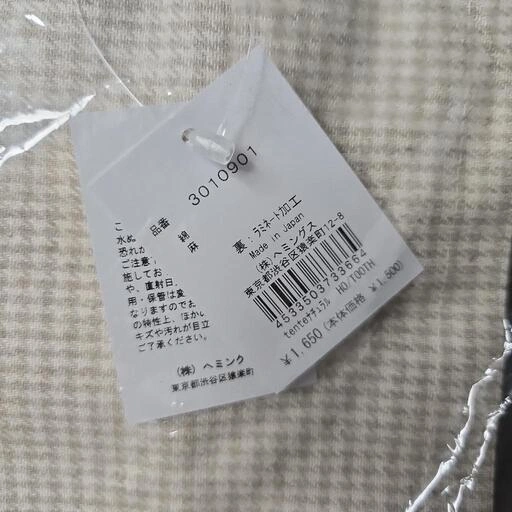 品番 3010901
綿
麻
裏：ラミネート加工
Made in Japan
(株)ヘミングス
東京都渋谷区猿楽町12-8
4533503733662
tenteナチュラル HO/TOOTH
¥1,650(本体価格 ¥1,500)
こ
水ぬ
恐れが
ご注意
施してお
や、直射日
用・保管は変
なりますのでお
の特性上、ほかし
キズや汚れが目立
ご了承ください。
(株) ヘミング
東京都渋谷区猿楽町